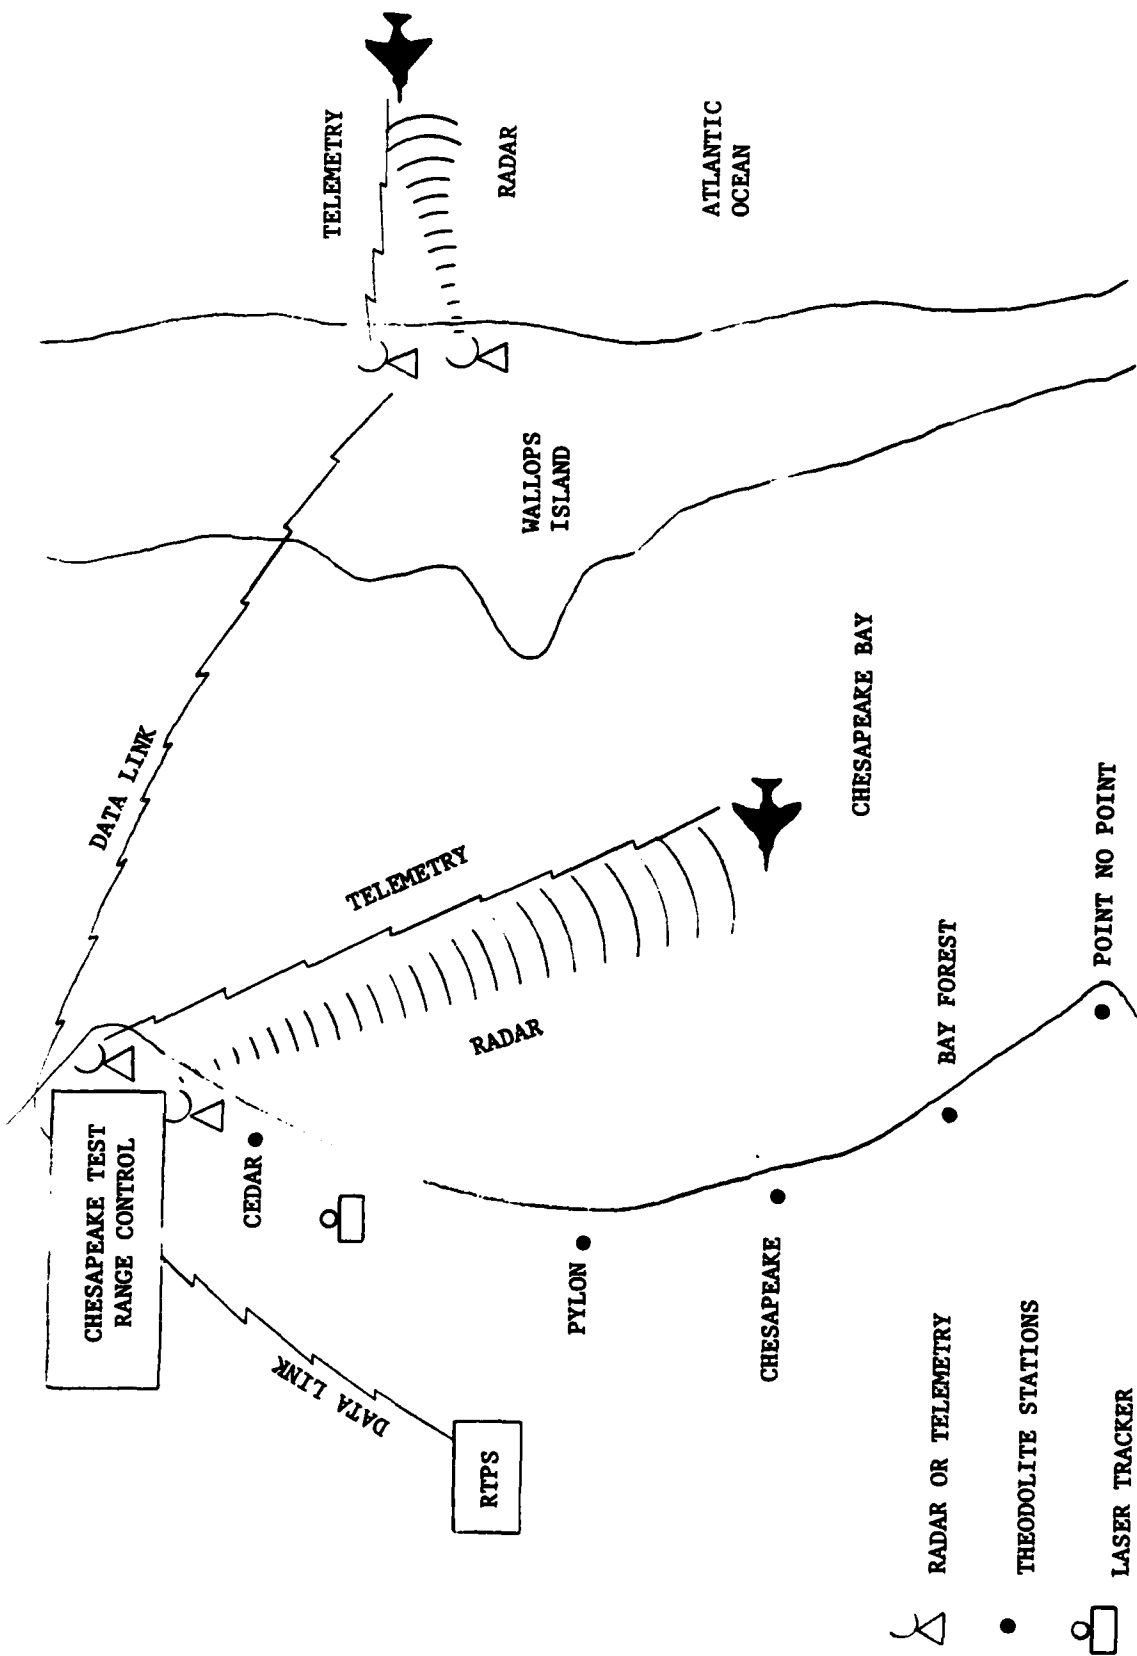 CHESAPEAKE TEST
RANGE CONTROL
DATA LINK
TELEMETRY
CEDAR
DATA LINK
RADAR
TELEMETRY
RADAR
RTPS
PYLON
WALLOPS
ISLAND
CHESAPEAKE
ATLANTIC
OCEAN
CHESAPEAKE BAY
BAY FOREST
POINT NO POINT
RADAR OR TELEMETRY
THEODOLITE STATIONS
LASER TRACKER